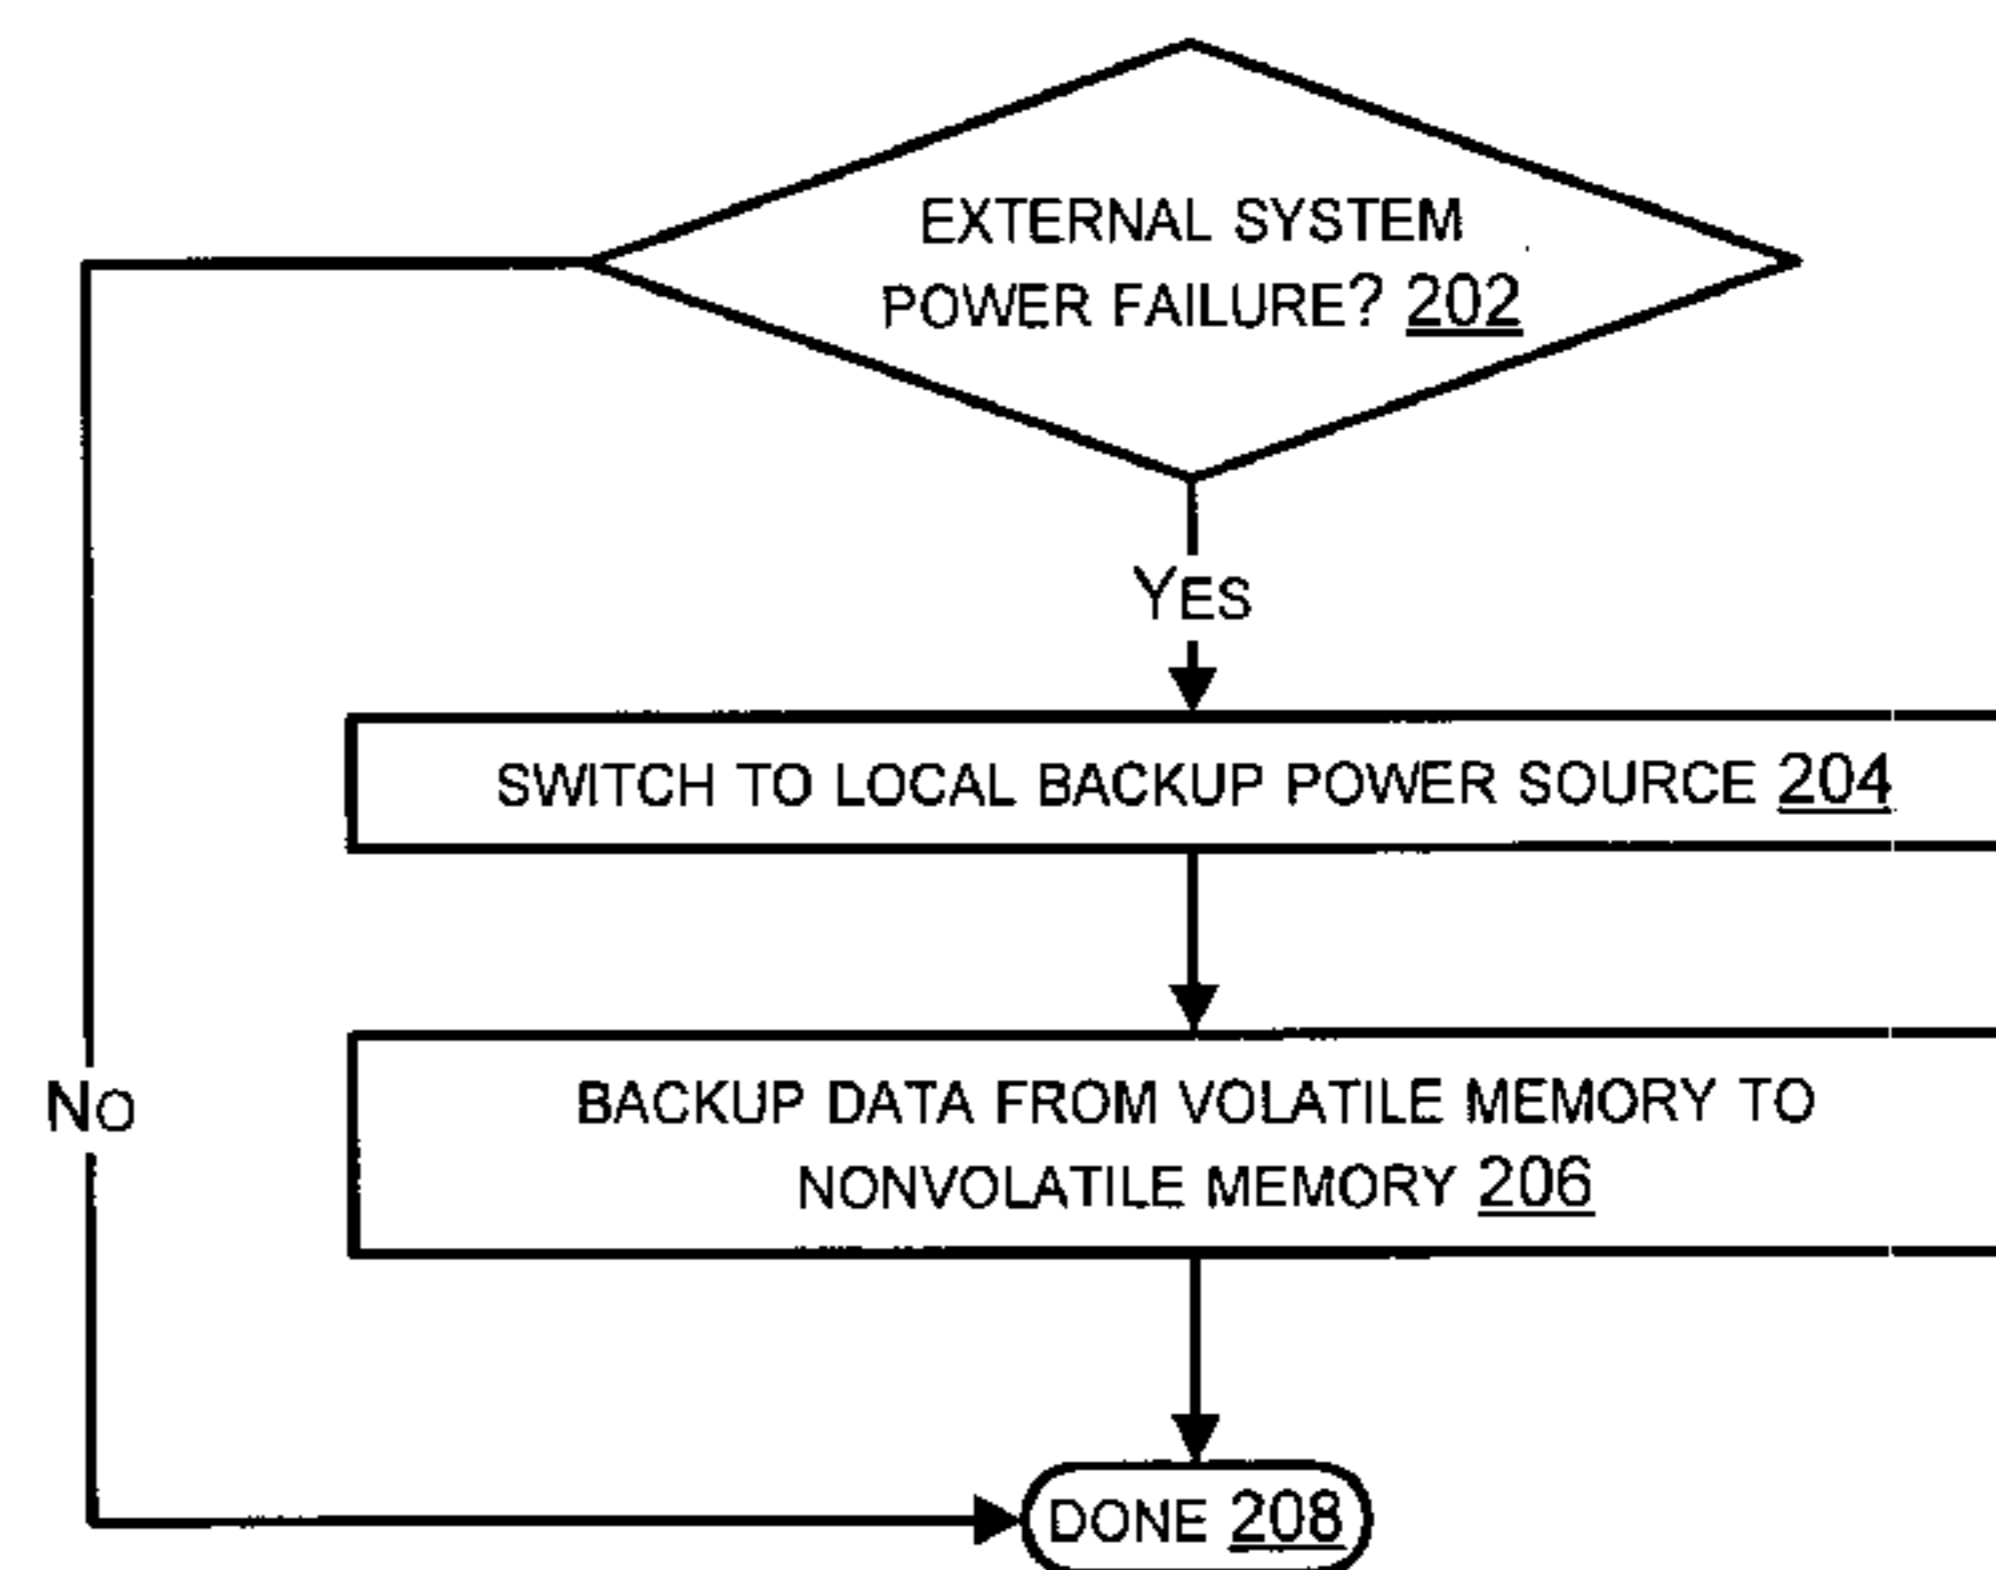 EXTERNAL SYSTEM
POWER FAILURE? 202
YES
SWITCH TO LOCAL BACKUP POWER SOURCE 204
NO
BACKUP DATA FROM VOLATILE MEMORY TO
NONVOLATILE MEMORY 206
DONE 208